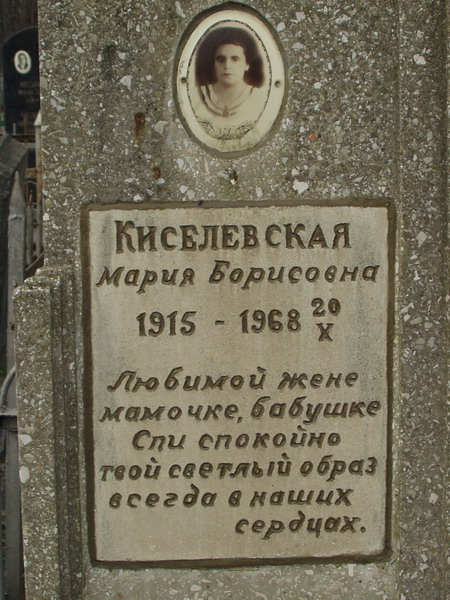 Киселевская
Мария Борисовна
1915 - 1968 20/X
Любимой жене
мамочке, бабушке
Спи спокойно
твой светлый образ
всегда в наших
сердцах.